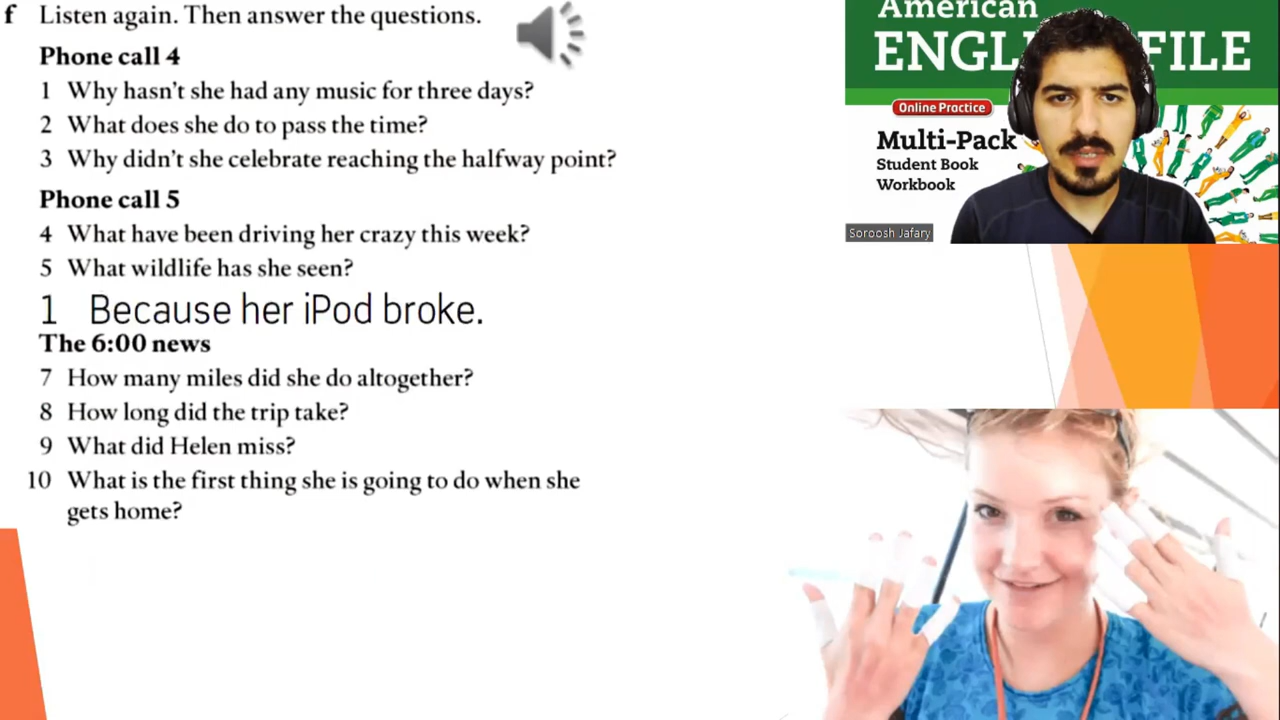 f Listen again. Then answer the questions.
Phone call 4
1 Why hasn't she had any music for three days?
2 What does she do to pass the time?
3 Why didn't she celebrate reaching the halfway point?
Phone call 5
4 What have been driving her crazy this week?
5 What wildlife has she seen?
1 Because her iPod broke.
The 6:00 news
7 How many miles did she do altogether?
8 How long did the trip take?
9 What did Helen miss?
10 What is the first thing she is going to do when she
gets home?
American
ENGL FILE
Online Practice
Multi-Pack
Student Book
Workbook
Soroosh Jafary